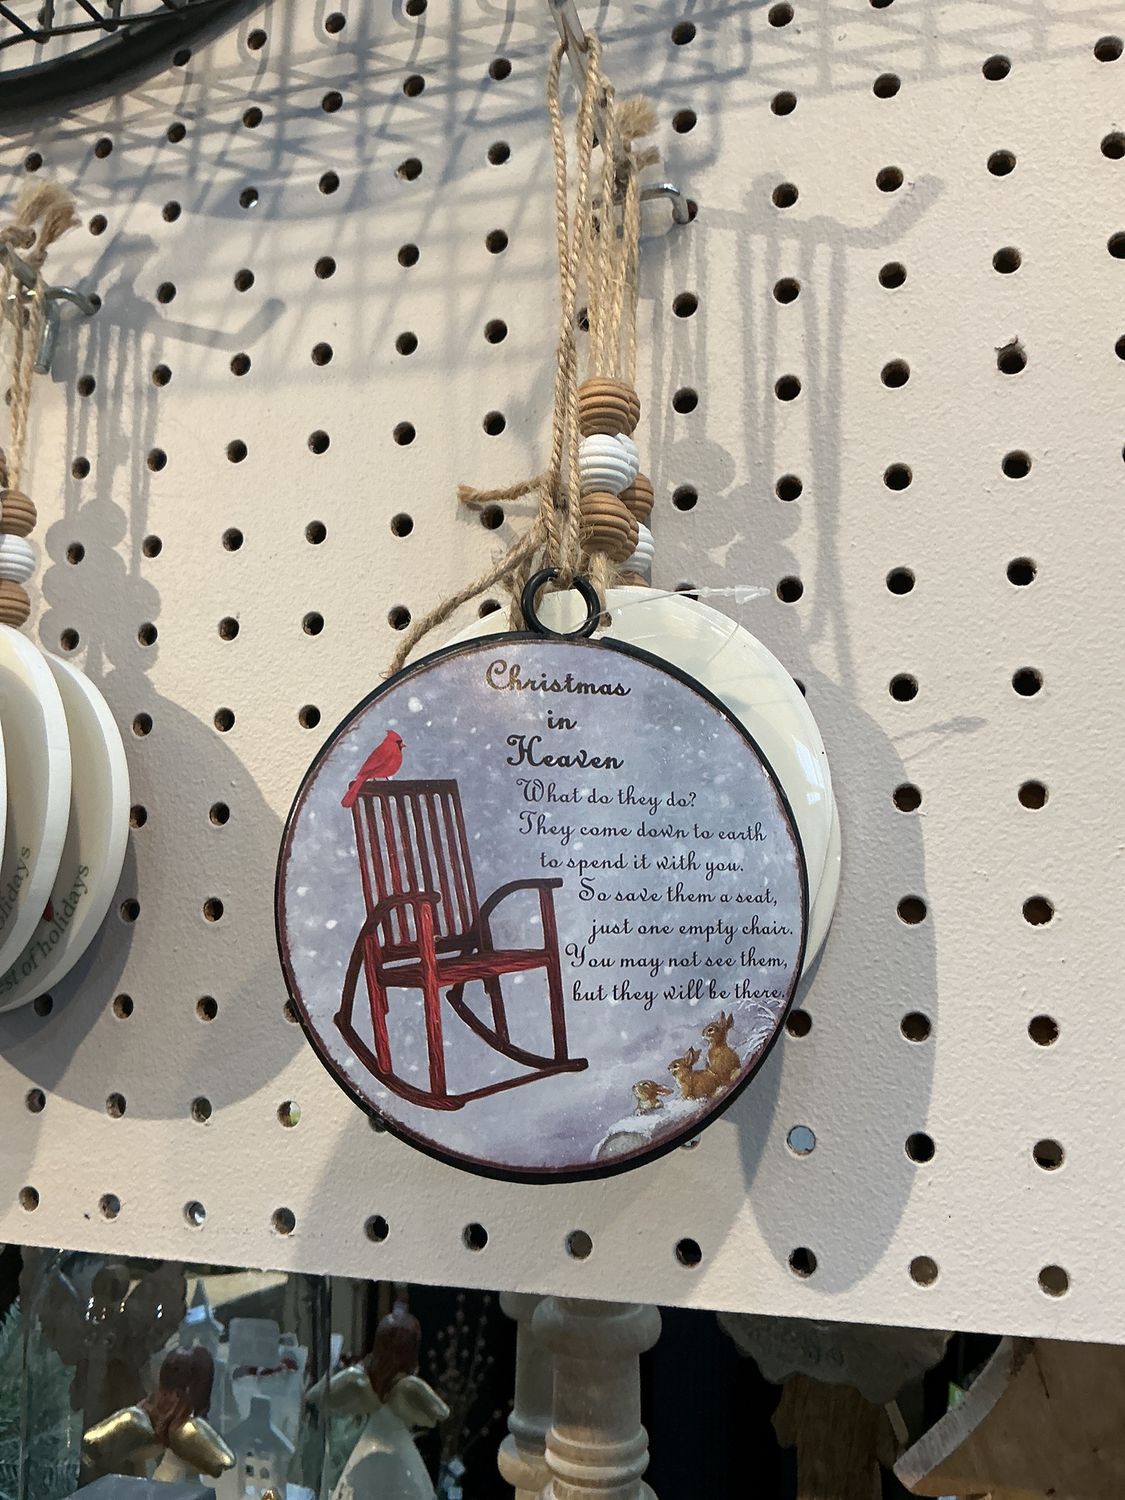 Christmas
in
Heaven
What do they do?
They come down to earth
to spend it with you.
So save them a seat,
just one empty chair.
You may not see them,
but they will be there.
holidays